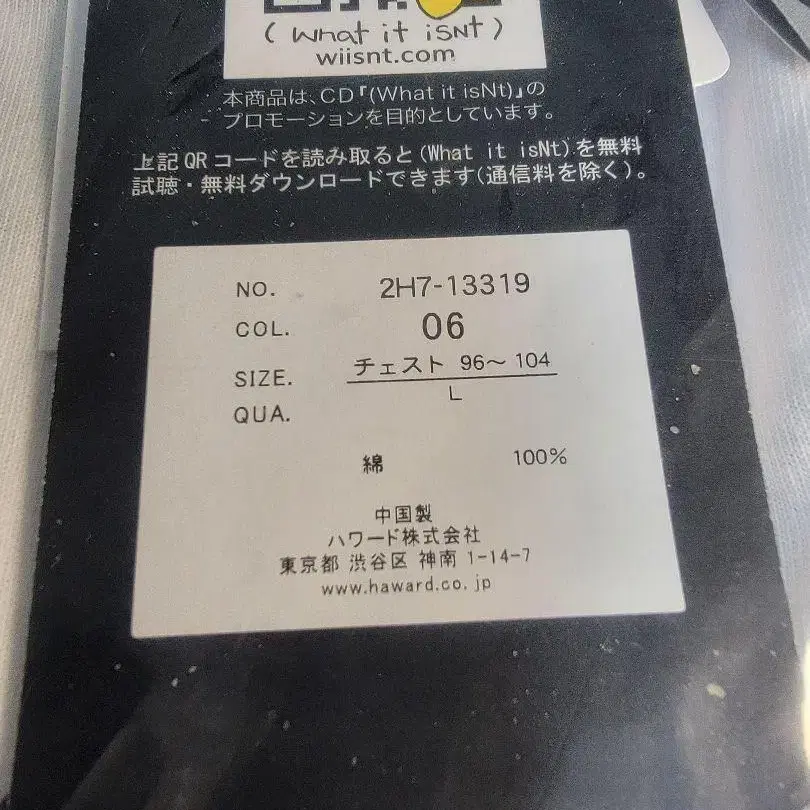 (What it iSNt)
wiisnt.com
本商品は、CD『(What it isNt)』の
プロモーションを目的としています。
上記QRコードを読み取ると(What it isNt)を無料
試聴・無料ダウンロードできます(通信料を除く)。
NO. 2H7-13319
COL. 06
SIZE. チェスト 96〜104
L
QUA.
綿 100%
中国製
ハワード株式会社
東京都 渋谷区 神南 1-14-7
www.haward.co.jp